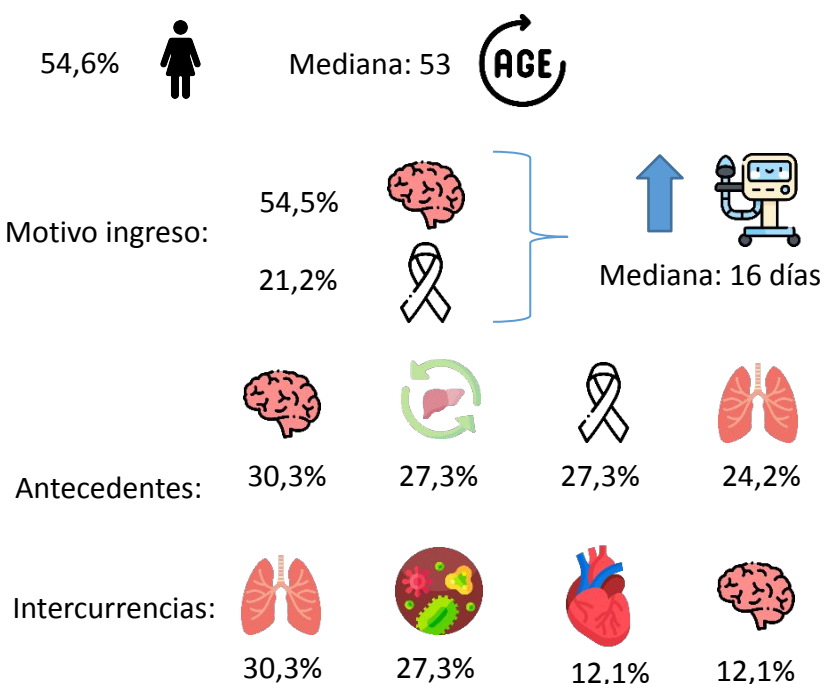 54,6%
Mediana: 53
AGE
Motivo ingreso:
54,5%
21,2%
Mediana: 16 días
Antecedentes:
30,3%
27,3%
27,3%
24,2%
Intercurrencias:
30,3%
27,3%
12,1%
12,1%